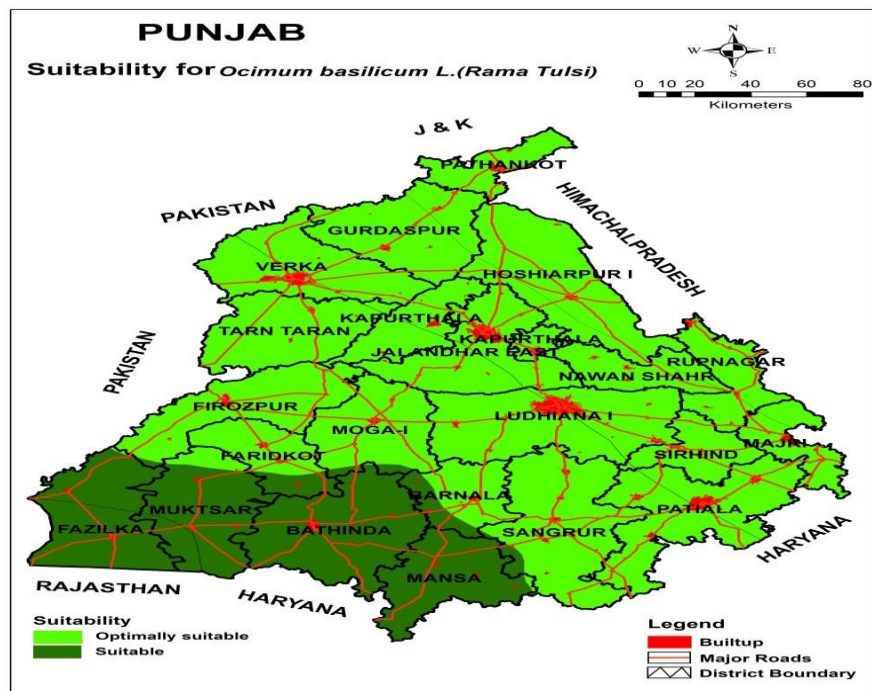 PUNJAB
Suitability for Ocimum basilicum L.(Rama Tulsi)
N
W E
S
0 5 10 20 40 60 80
Kilometers
J & K
PATHANKOT
PAKISTAN
HIMACHALPRADESH
GURDASPUR
VERKA
HOSHIARPUR I
KAPURTHALA
TARN TARAN
KAPURTHALA
JALANDHAR EAST
PAKISTAN
RUPNAGAR
NAWAN SHAHR
FIROZPUR
LUDHIANA I
MOGA-I
MAJRI
FARIDKOT
SIRHIND
BARNALA
MUKTSAR
PATIALA
FAZILKA
BATHINDA
SANGRUR
HARYANA
MANSA
RAJASTHAN
HARYANA
Suitability
Optimally suitable
Suitable
Legend
Builtup
Major Roads
District Boundary